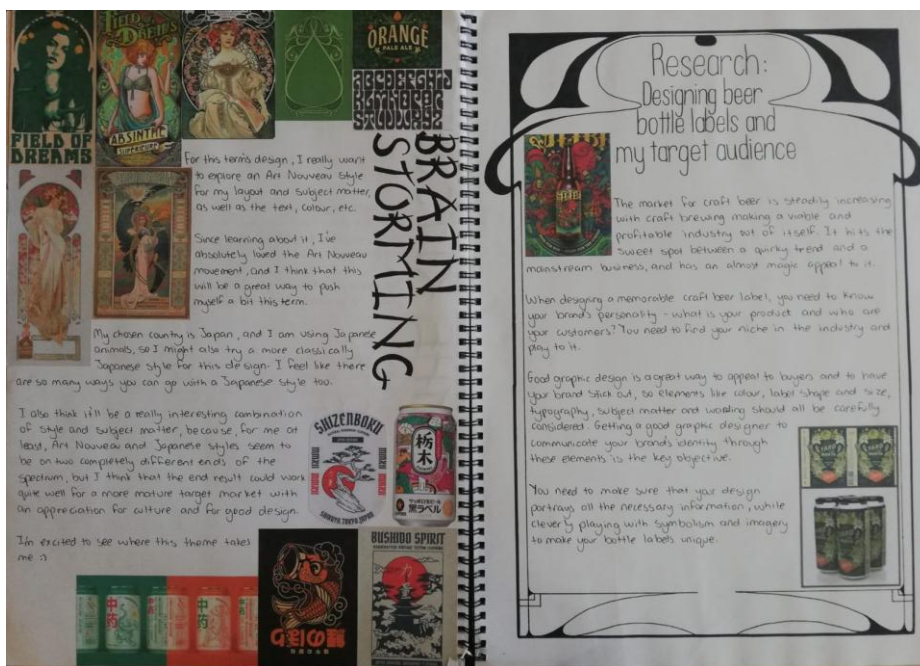 FIELD OF
DREAMS
FIELD
OF
DREAMS
ABSINTHE
SUPERIEURE
ORANGE
PALE ALE
BRAIN
STORMING
For this term's design, I really want
to explore an Art Nouveau style
for my layout and subject matter,
as well as the text, colour, etc.
Since learning about it, I've
absolutely loved the Art Nouveau
movement, and I think that this
will be a great way to push
myself a bit this term.
My chosen country is Japan, and I am using Japanese
animals, so I might also try a more classically
Japanese style for this design. I feel like there
are so many ways you can go with a Japanese style too.
I also think it'll be a really interesting combination
of style and subject matter, because, for me at
least, Art Nouveau and Japanese styles seem to
be on two completely different ends of the
spectrum, but I think that the end result could work
quite well for a more mature target market with
an appreciation for culture and for good design.
I'm excited to see where this theme takes
me :)
SHIZENBOKU
SHIBUYA, TOKYO, JAPAN
栃木
黒ラベル
BUSHIDO SPIRIT
中药
中药
中药
Research:
Designing beer
bottle labels and
my target audience
The market for craft beer is steadily increasing
with craft brewing making a viable and
profitable industry out of itself. It hits the
sweet spot between a quirky trend and a
mainstream business, and has an almost magic appeal to it.
When designing a memorable craft beer label, you need to know
your brand's personality - what is your product and who are
your customers? You need to find your niche in the industry and
play to it.
Good graphic design is a great way to appeal to buyers and to have
your brand stick out, so elements like colour, label shape and size,
typography, subject matter and wording should all be carefully
considered. Getting a good graphic designer to
communicate your brand's identity through
these elements is the key objective.
You need to make sure that your design
portrays all the necessary information, while
cleverly playing with symbolism and imagery
to make your bottle labels unique.